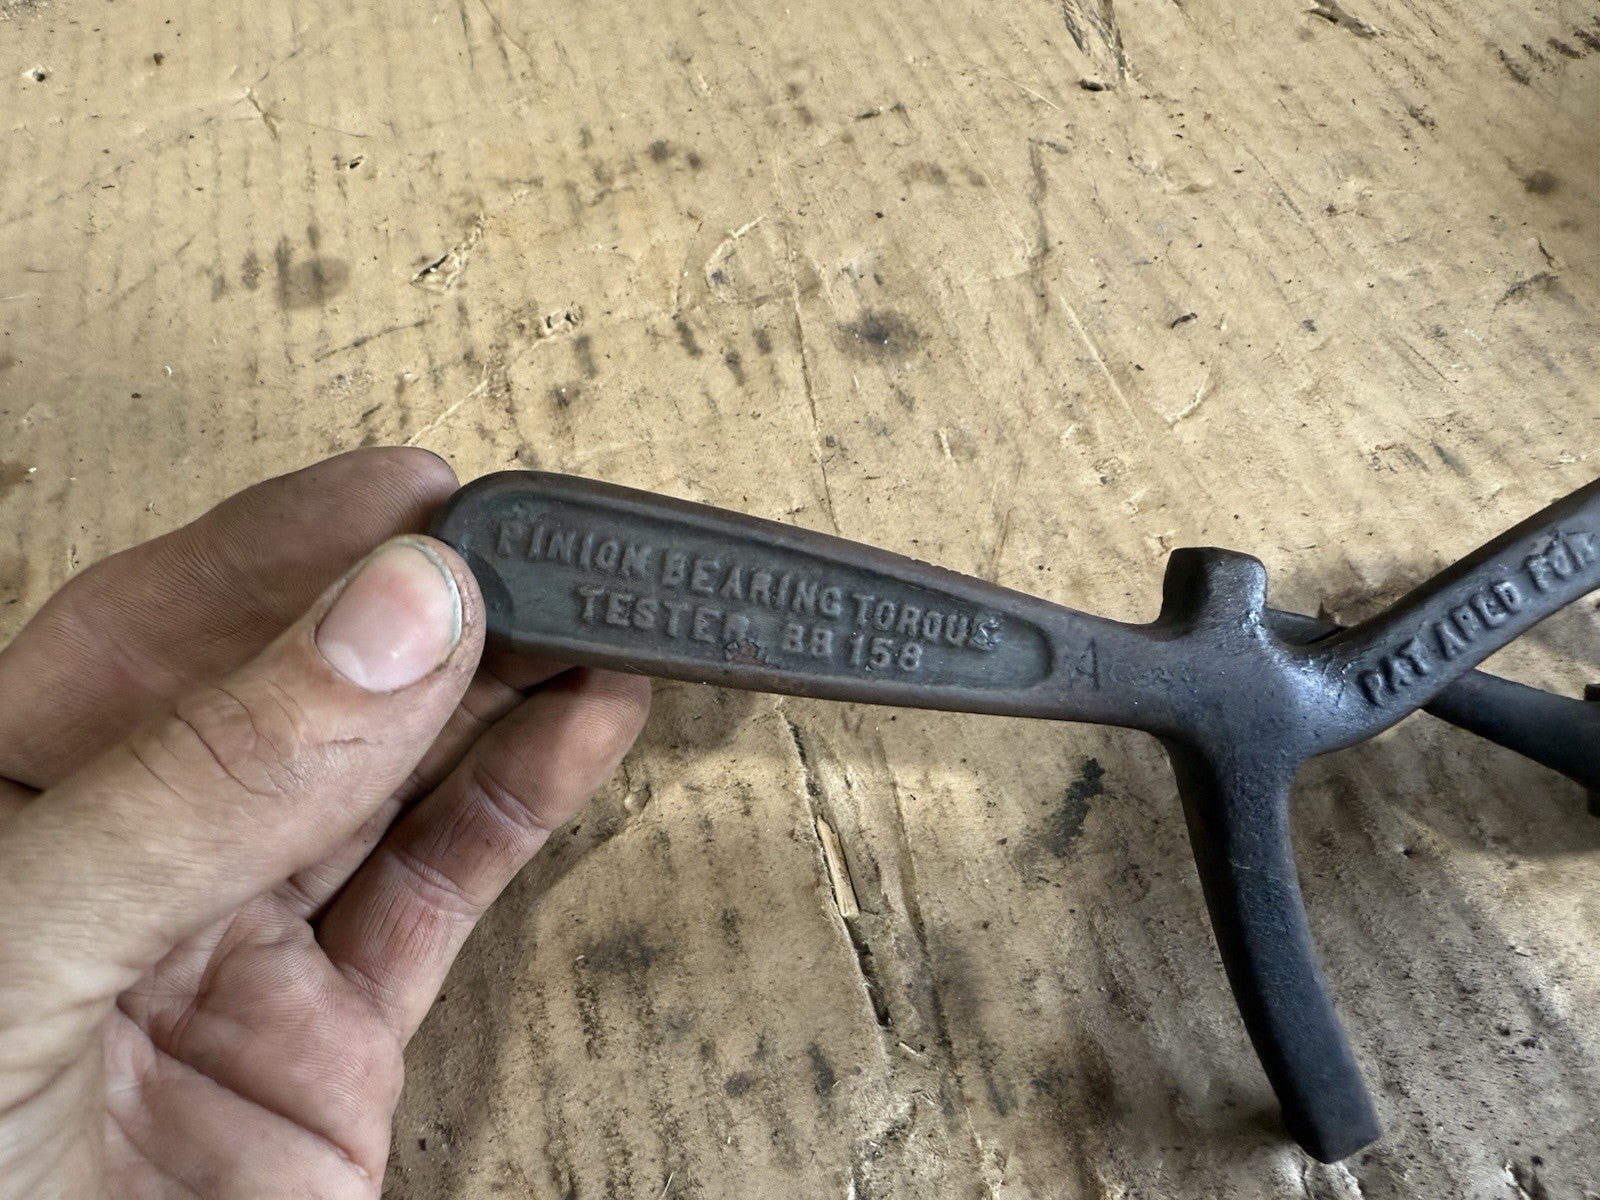 PINION BEARING TORQUE
TESTER BB 158
PAT APLD FOR